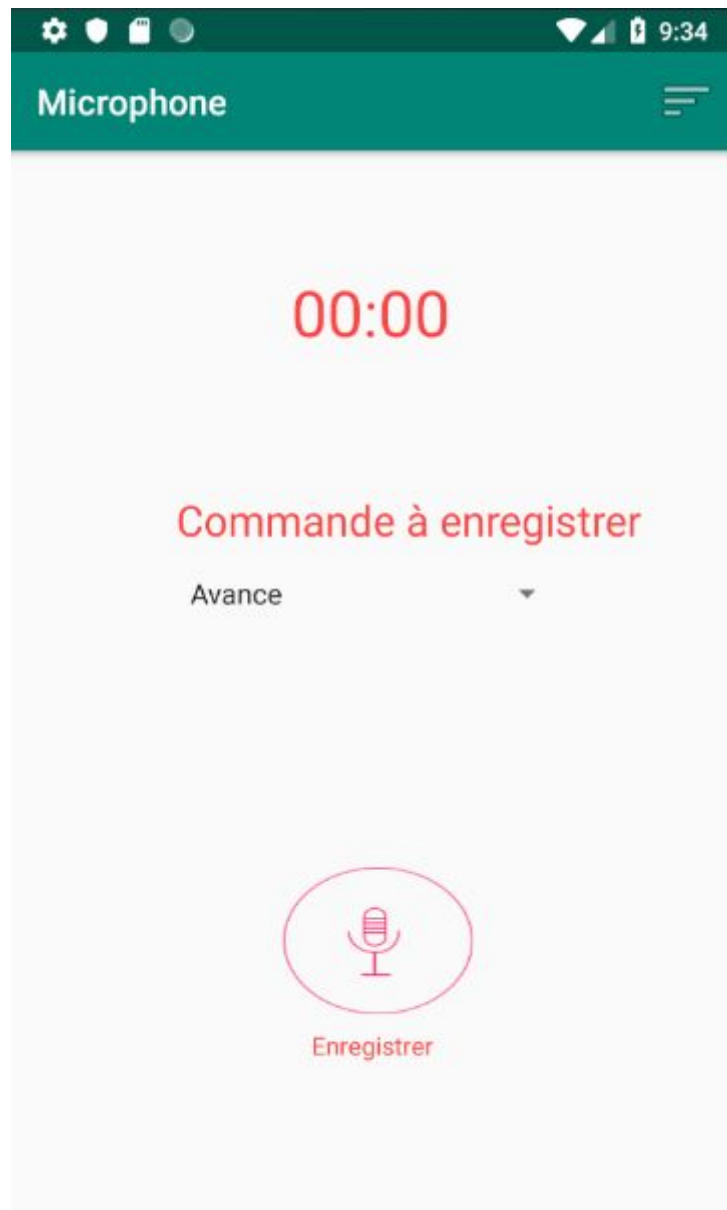 9:34
Microphone
00:00
Commande à enregistrer
Avance
Enregistrer